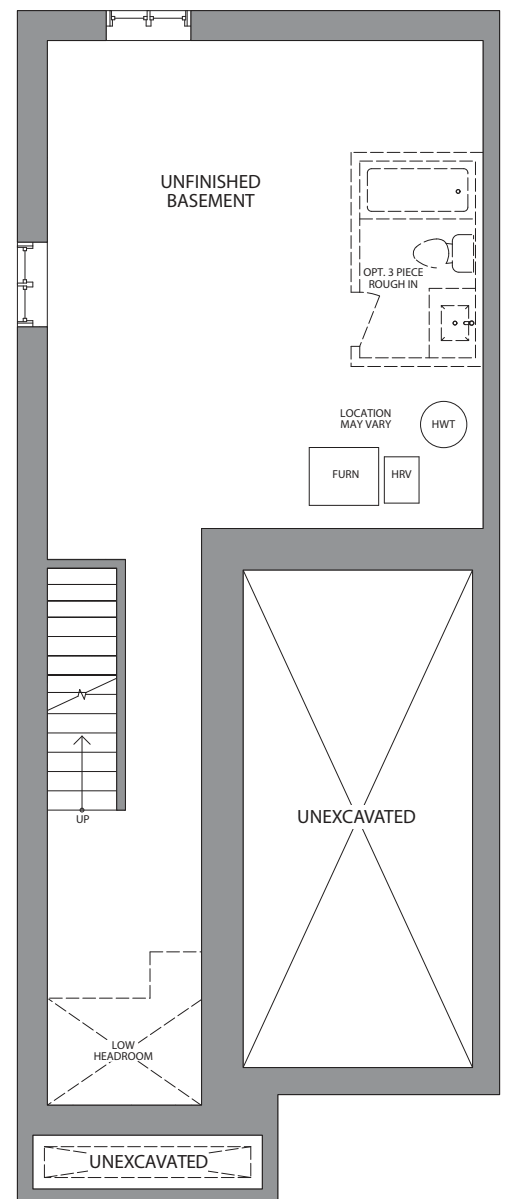 UNFINISHED
BASEMENT
OPT. 3 PIECE
ROUGH IN
LOCATION
MAY VARY
HWT
FURN
HRV
UNEXCAVATED
UP
LOW
HEADROOM
UNEXCAVATED